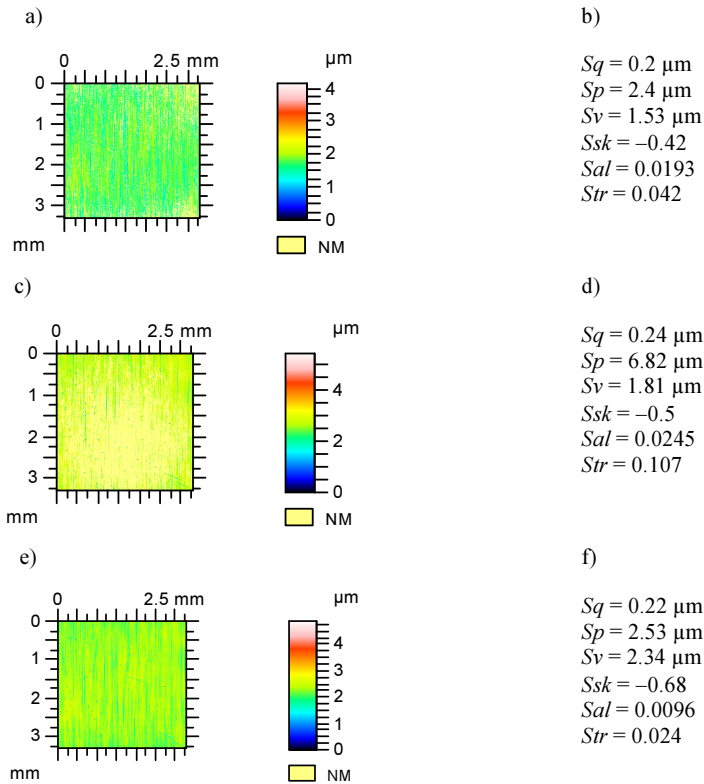 a)
b)
0 2.5 mm
µm
0
1
2
3
mm
4
3
2
1
0
NM
Sq = 0.2 µm
Sp = 2.4 µm
Sv = 1.53 µm
Ssk = –0.42
Sal = 0.0193
Str = 0.042
c)
d)
0 2.5 mm
µm
0
1
2
3
mm
4
2
0
NM
Sq = 0.24 µm
Sp = 6.82 µm
Sv = 1.81 µm
Ssk = –0.5
Sal = 0.0245
Str = 0.107
e)
f)
0 2.5 mm
µm
0
1
2
3
mm
4
3
2
1
0
NM
Sq = 0.22 µm
Sp = 2.53 µm
Sv = 2.34 µm
Ssk = –0.68
Sal = 0.0096
Str = 0.024